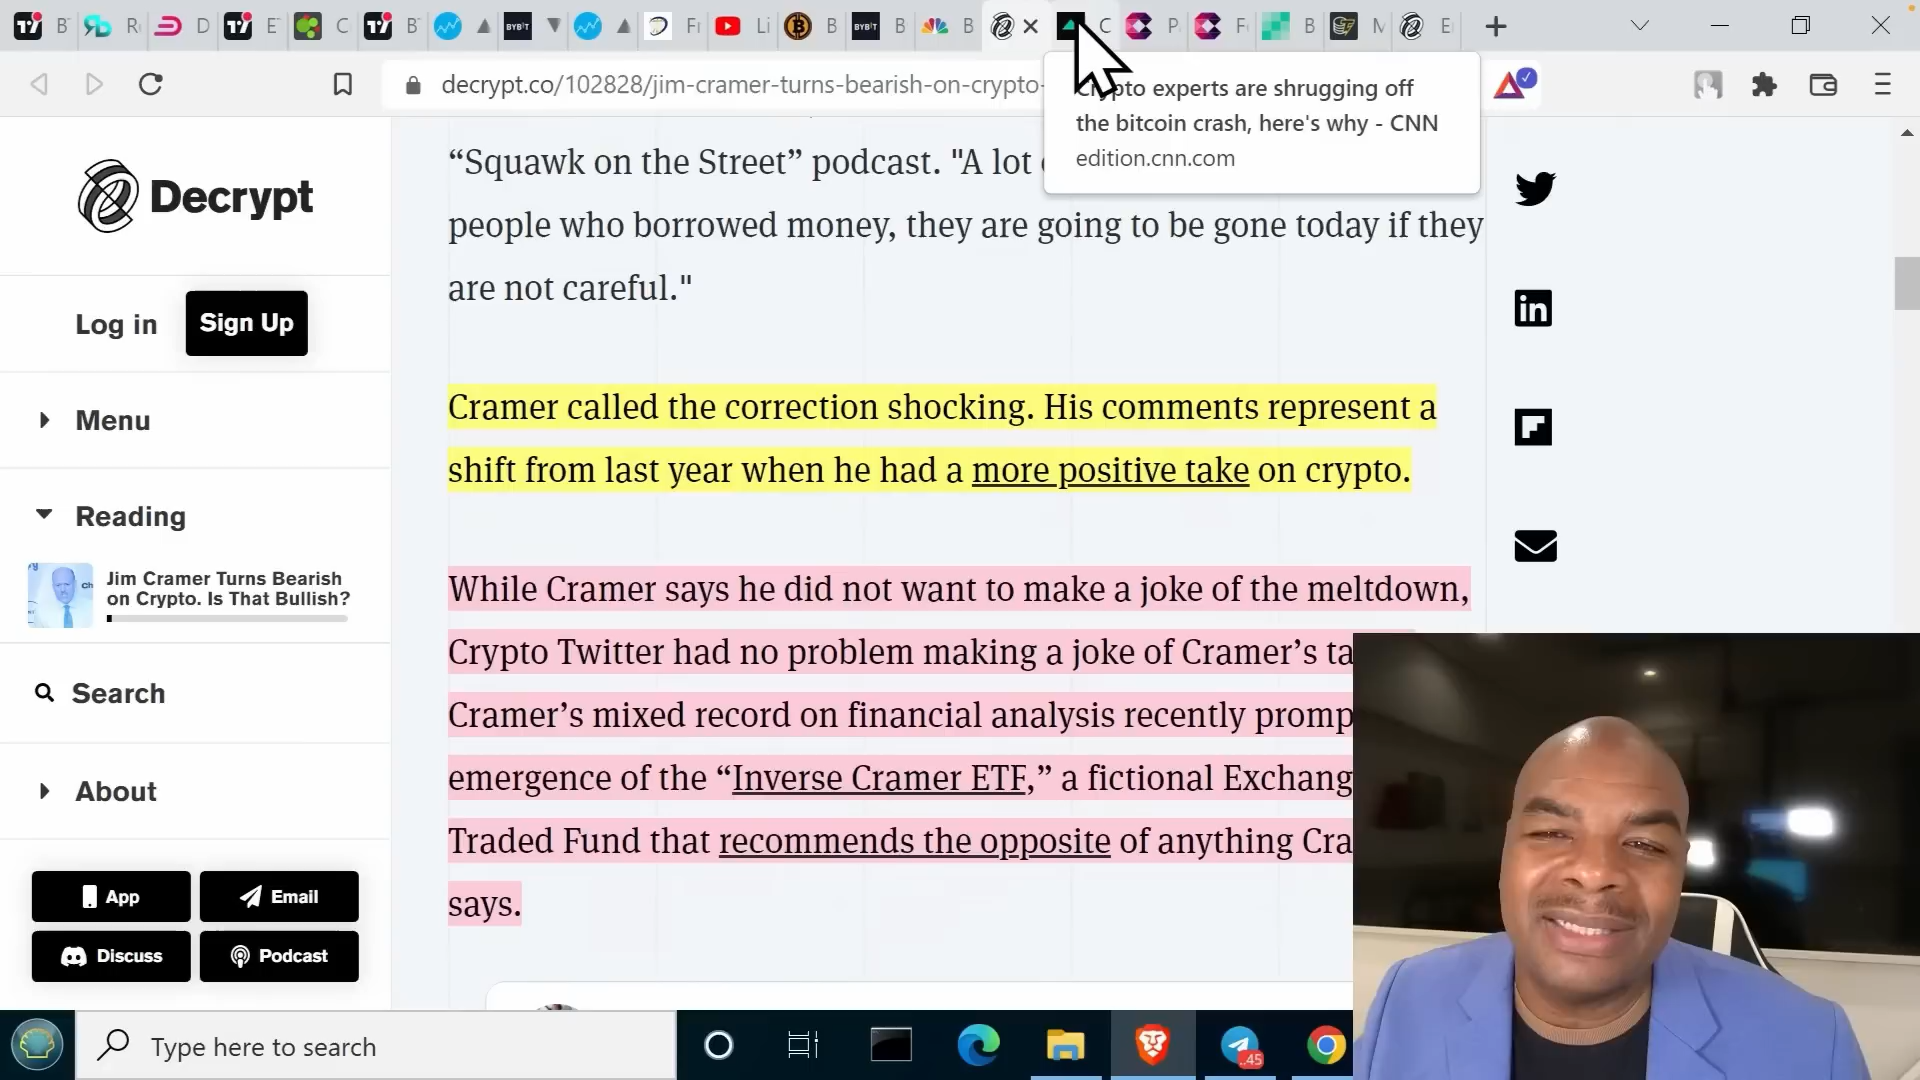 B
R
D
E
C
B
BYBIT
Fr
Li
B
BYBIT
B
B
C
P
F
B
M
E
decrypt.co/102828/jim-cramer-turns-bearish-on-crypto-
Crypto experts are shrugging off
the bitcoin crash, here's why - CNN
edition.cnn.com
Decrypt
Log in
Sign Up
Menu
Reading
Jim Cramer Turns Bearish
on Crypto. Is That Bullish?
Search
About
App
Email
Discuss
Podcast
“Squawk on the Street” podcast. "A lot
people who borrowed money, they are going to be gone today if they
are not careful."
Cramer called the correction shocking. His comments represent a
shift from last year when he had a more positive take on crypto.
While Cramer says he did not want to make a joke of the meltdown,
Crypto Twitter had no problem making a joke of Cramer’s ta
Cramer’s mixed record on financial analysis recently promp
emergence of the “Inverse Cramer ETF,” a fictional Exchang
Traded Fund that recommends the opposite of anything Cra
says.
Type here to search
.45